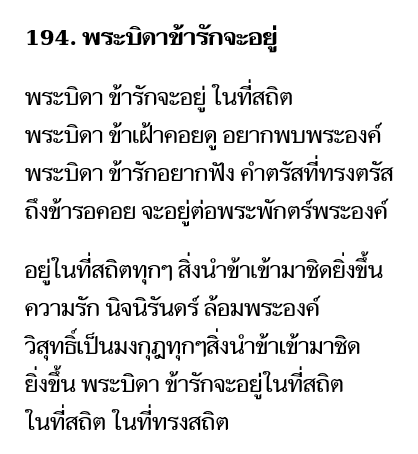 194. พระบิดาข้ารักจะอยู่
พระบิดา ข้ารักจะอยู่ ในที่สถิต
พระบิดา ข้าเฝ้าคอยดู อยากพบพระองค์
พระบิดา ข้ารักอยากฟัง คำตรัสที่ทรงตรัส
ถึงข้ารอคอย จะอยู่ต่อพระพักตร์พระองค์
อยู่ในที่สถิตทุกๆ สิ่งนำข้าเข้ามาชิดยิ่งขึ้น
ความรัก นิจนิรันดร์ ล้อมพระองค์
วิสุทธิ์เป็นมงกุฎทุกๆสิ่งนำข้าเข้ามาชิด
ยิ่งขึ้น พระบิดา ข้ารักจะอยู่ในที่สถิต
ในที่สถิต ในที่ทรงสถิต